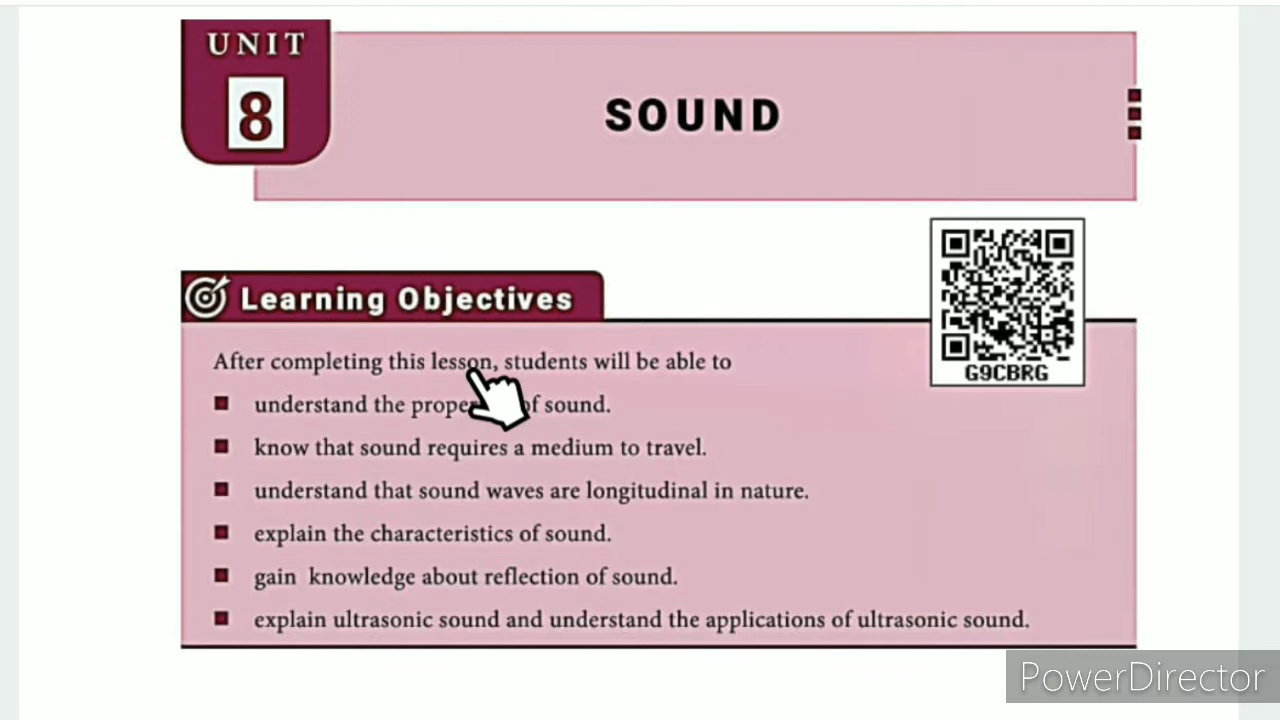 UNIT
8
SOUND
G9CBRG
Learning Objectives
After completing this lesson, students will be able to
understand the of sound.
know that sound requires a medium to travel.
understand that sound waves are longitudinal in nature.
explain the characteristics of sound.
gain knowledge about reflection of sound.
explain ultrasonic sound and understand the applications of ultrasonic sound.
PowerDirector